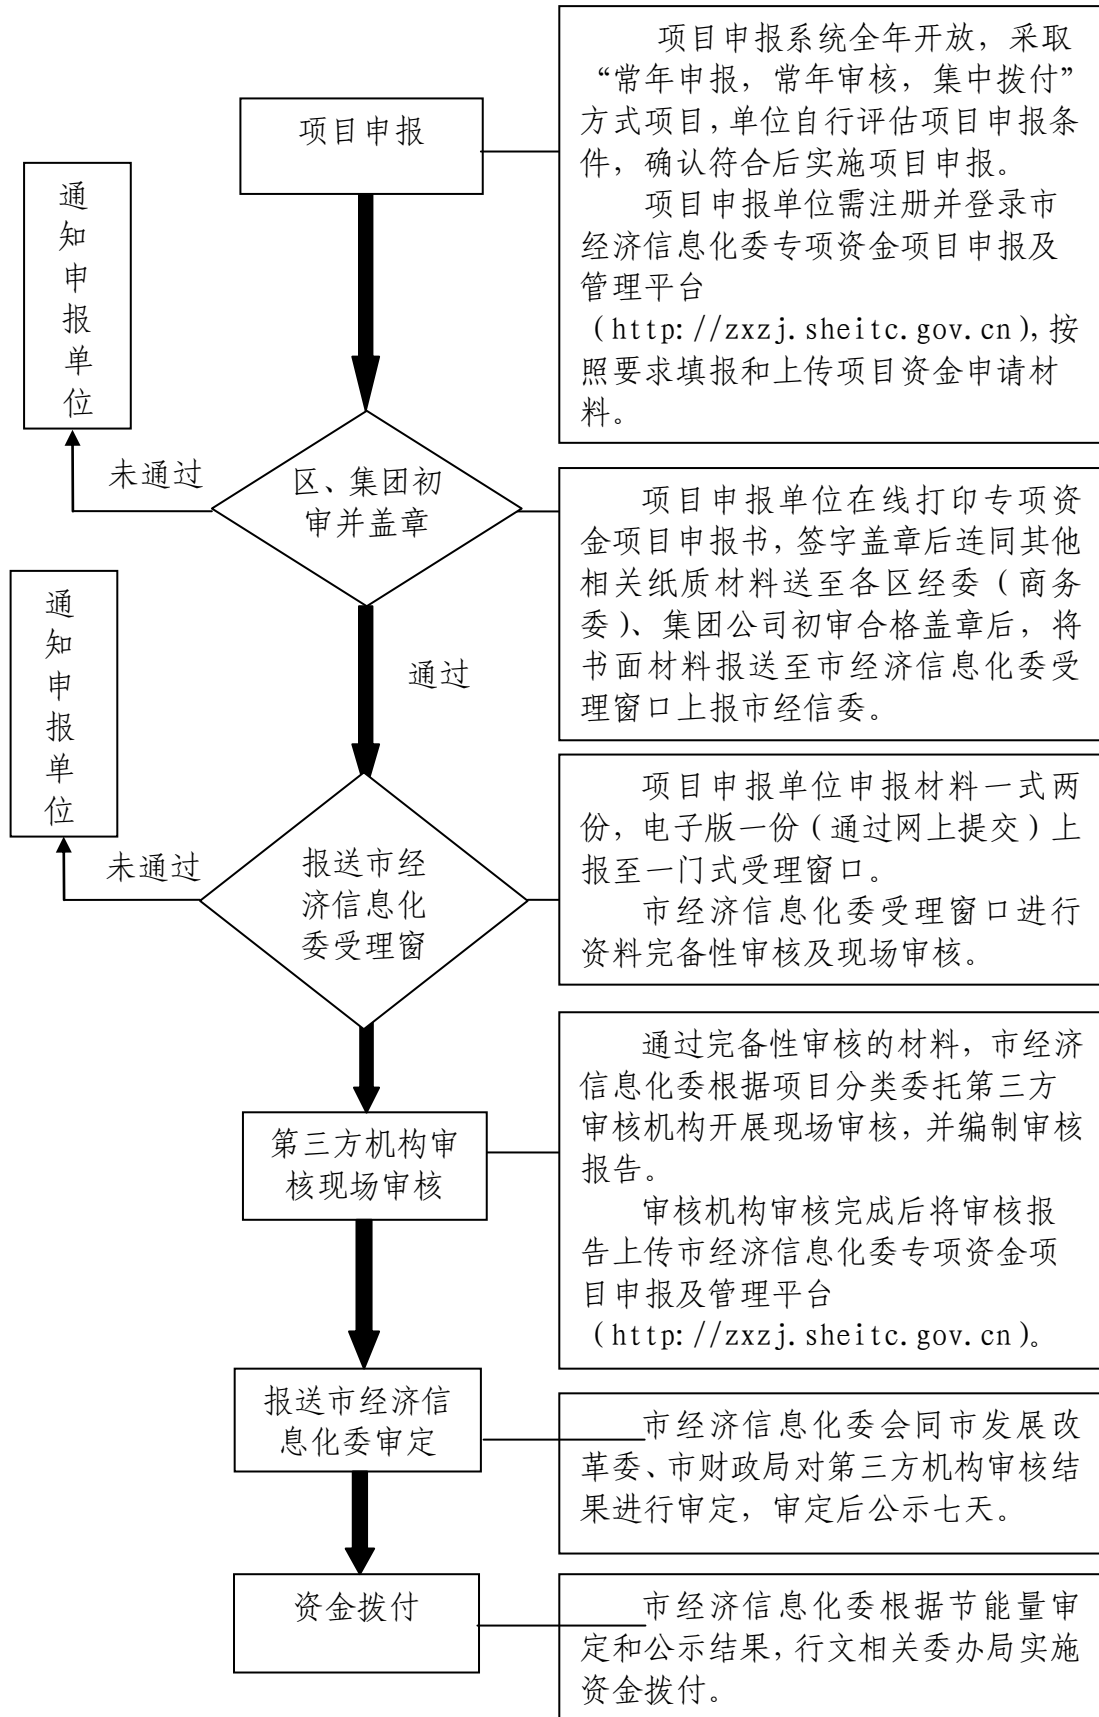 项目申报
项目申报系统全年开放，采取
“常年申报，常年审核，集中拨付”
方式项目,单位自行评估项目申报条
件，确认符合后实施项目申报。
项目申报单位需注册并登录市
经济信息化委专项资金项目申报及
管理平台
（http://zxzj.sheitc.gov.cn),按
照要求填报和上传项目资金申请材
料。
通
知
申
报
单
位
未通过
区、集团初
审并盖章
项目申报单位在线打印专项资
金项目申报书,签字盖章后连同其他
相关纸质材料送至各区经委（商务
委）、集团公司初审合格盖章后，将
书面材料报送至市经济信息化委受
理窗口上报市经信委。
通过
通
知
申
报
单
位
未通过
报送市经
济信息化
委受理窗
项目申报单位申报材料一式两
份，电子版一份（通过网上提交）上
报至一门式受理窗口。
市经济信息化委受理窗口进行
资料完备性审核及现场审核。
第三方机构审
核现场审核
通过完备性审核的材料，市经济
信息化委根据项目分类委托第三方
审核机构开展现场审核,并编制审核
报告。
审核机构审核完成后将审核报
告上传市经济信息化委专项资金项
目申报及管理平台
（http://zxzj.sheitc.gov.cn）。
报送市经济信
息化委审定
市经济信息化委会同市发展改
革委、市财政局对第三方机构审核结
果进行审定，审定后公示七天。
资金拨付
市经济信息化委根据节能量审
定和公示结果,行文相关委办局实施
资金拨付。